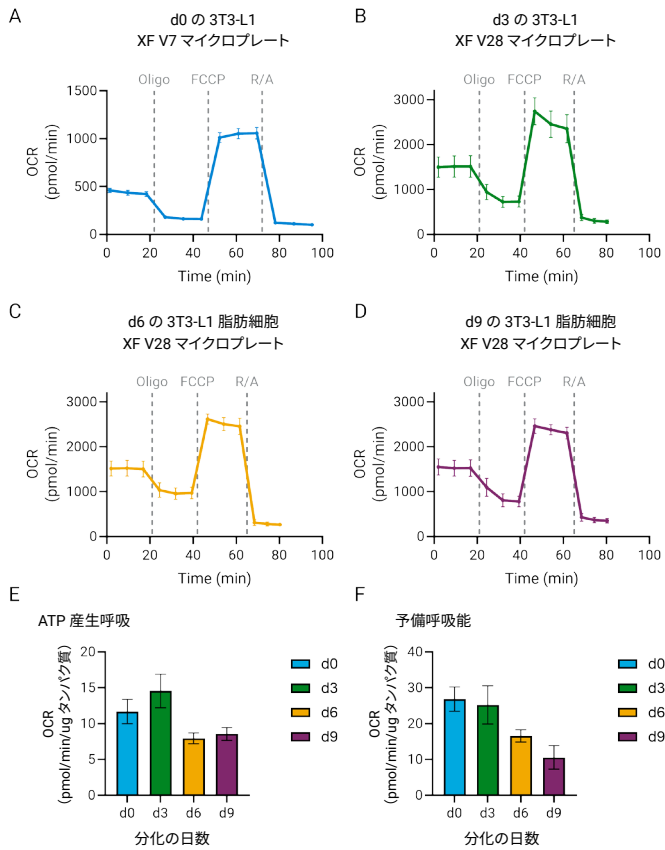 A
d0 の 3T3-L1
XF V7 マイクロプレート
Oligo FCCP R/A
1500
1000
500
0
OCR
(pmol/min)
0 20 40 60 80 100
Time (min)
B
d3 の 3T3-L1
XF V28 マイクロプレート
Oligo FCCP R/A
3000
2000
1000
0
OCR
(pmol/min)
0 20 40 60 80 100
Time (min)
C
d6 の 3T3-L1 脂肪細胞
XF V28 マイクロプレート
Oligo FCCP R/A
3000
2000
1000
0
OCR
(pmol/min)
0 20 40 60 80 100
Time (min)
D
d9 の 3T3-L1 脂肪細胞
XF V28 マイクロプレート
Oligo FCCP R/A
3000
2000
1000
0
OCR
(pmol/min)
0 20 40 60 80 100
Time (min)
E
ATP 産生呼吸
20
15
10
5
0
OCR
(pmol/min/ug タンパク質)
d0 d3 d6 d9
分化の日数
d0
d3
d6
d9
F
予備呼吸能
40
30
20
10
0
OCR
(pmol/min/ug タンパク質)
d0 d3 d6 d9
分化の日数
d0
d3
d6
d9